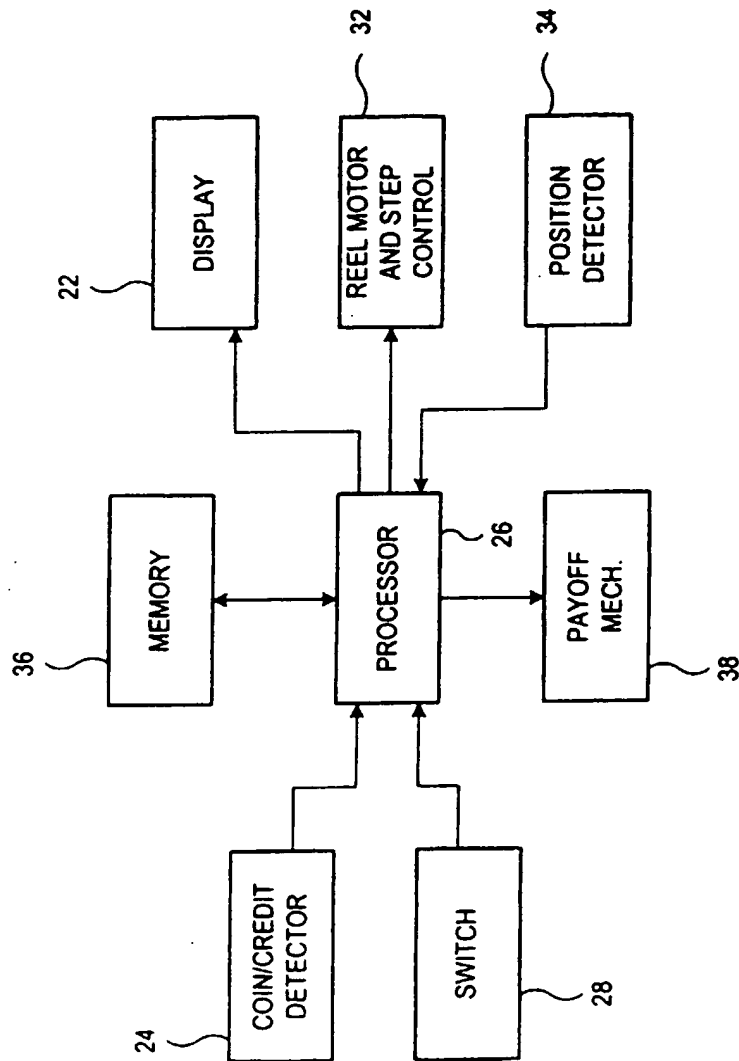 22
DISPLAY
32
REEL MOTOR
AND STEP
CONTROL
34
POSITION
DETECTOR
36
MEMORY
PROCESSOR
26
PAYOFF
MECH.
38
24
COIN/CREDIT
DETECTOR
SWITCH
28